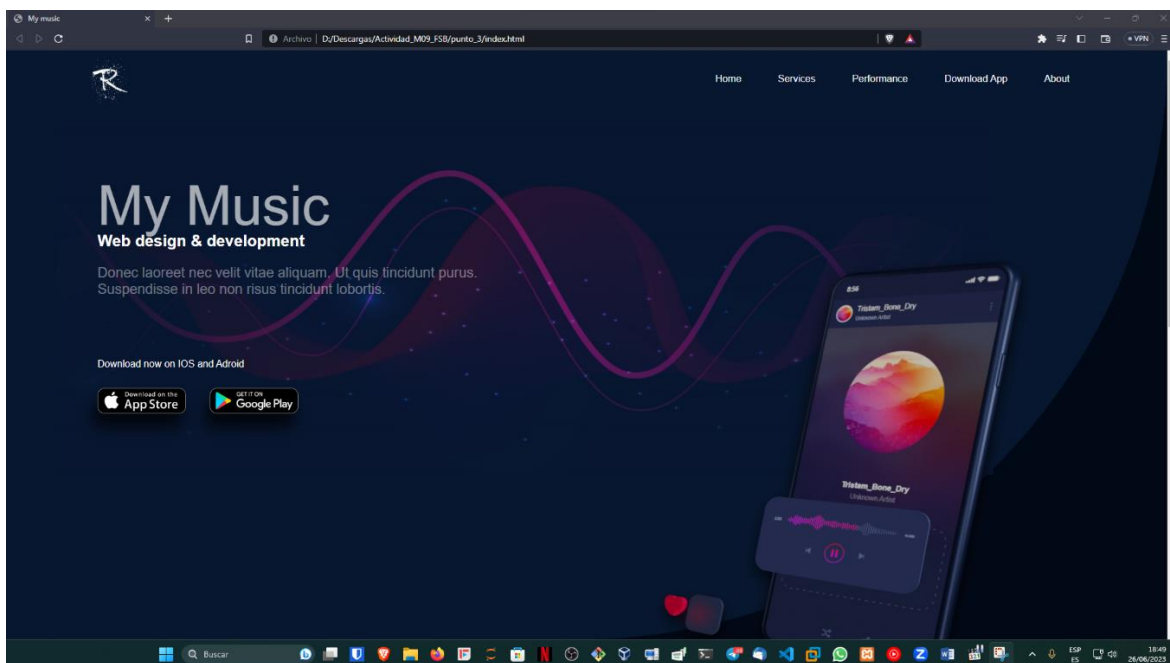 My music
Archivo | D:/Descargas/Actividad_M09_FSB/punto_3/index.html
VPN
R
Home Services Performance Download App About
My Music
Web design & development
Donec laoreet nec velit vitae aliquam. Ut quis tincidunt purus.
Suspendisse in leo non risus tincidunt lobortis.
Download now on IOS and Adroid
Download on the
App Store
GET IT ON
Google Play
8:56
Tristam_Bone_Dry
Unknown Artist
Tristam_Bone_Dry
Unknown Artist
Buscar
ESP
ES
18:49
26/06/2023